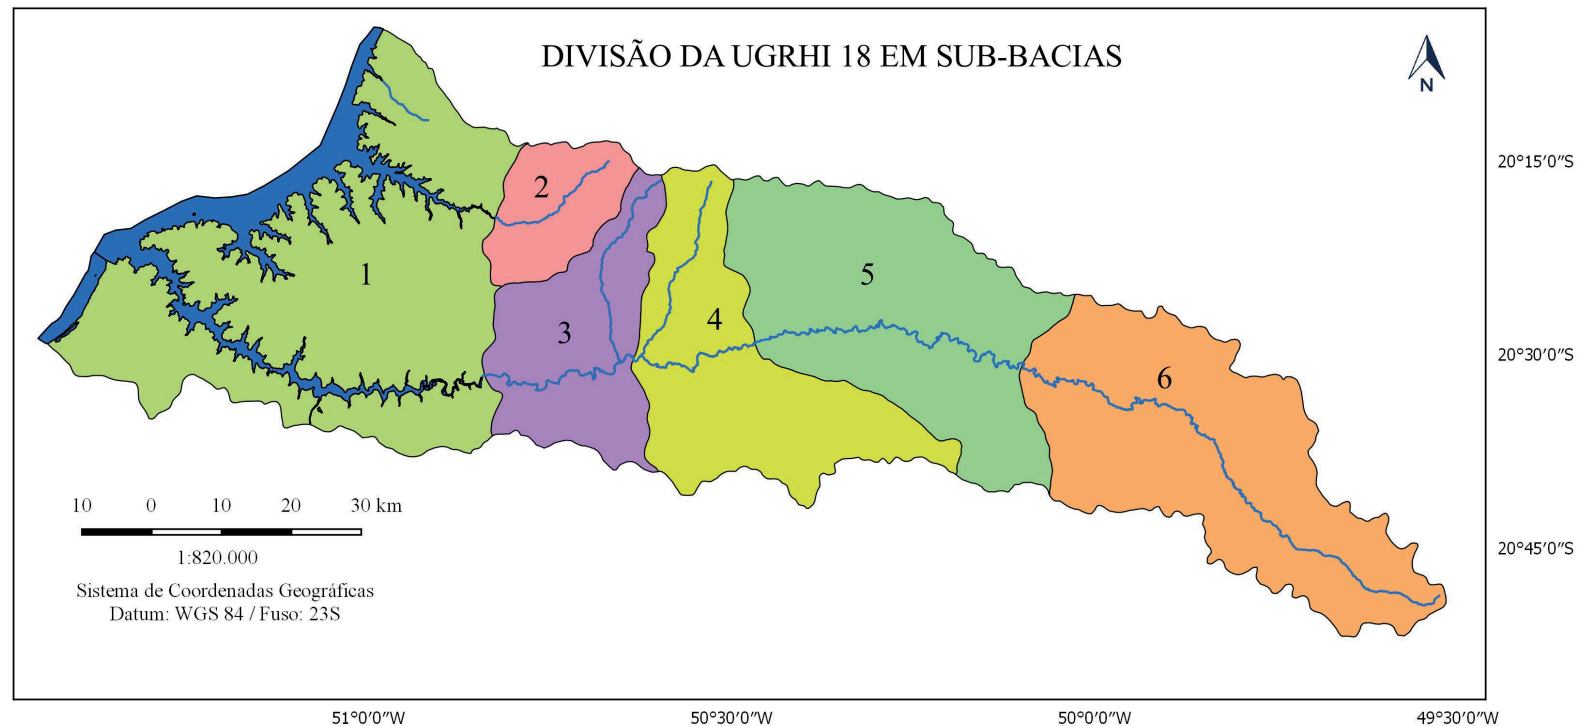 DIVISÃO DA UGRHI 18 EM SUB-BACIAS
N
20°15′0″S
2
1
5
3
4
20°30′0″S
6
10 0 10 20 30 km
1:820.000
20°45′0″S
Sistema de Coordenadas Geográficas
Datum: WGS 84 / Fuso: 23S
51°0′0″W 50°30′0″W 50°0′0″W 49°30′0″W